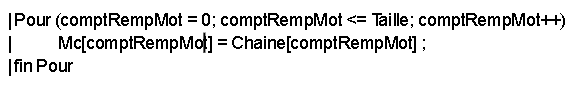 |Pour (comptRempMot = 0; comptRempMot <= Taille; comptRempMot++)
|        Mc[comptRempMot] = Chaine[comptRempMot] ;
|fin Pour